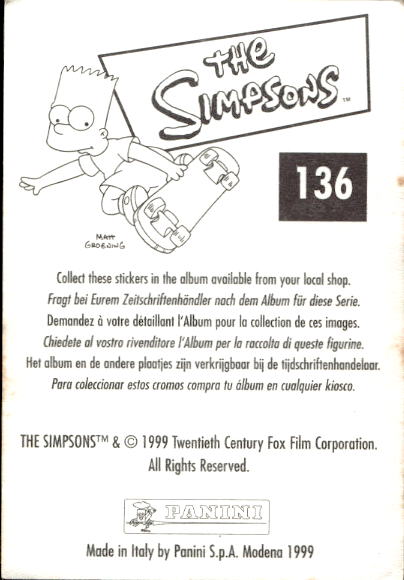 THE
SIMPSONS™
136
MATT
GROENING
Collect these stickers in the album available from your local shop.
Fragt bei Eurem Zeitschriftenhändler nach dem Album für diese Serie.
Demandez à votre détaillant l'Album pour la collection de ces images.
Chiedete al vostro rivenditore l'Album per la raccolta di queste figurine.
Het album en de andere plaatjes zijn verkrijgbaar bij de tijdschriftenhandelaar.
Para coleccionar estos cromos compra tu álbum en cualquier kiosco.
THE SIMPSONS™ & © 1999 Twentieth Century Fox Film Corporation.
All Rights Reserved.
PANINI
Made in Italy by Panini S.p.A. Modena 1999